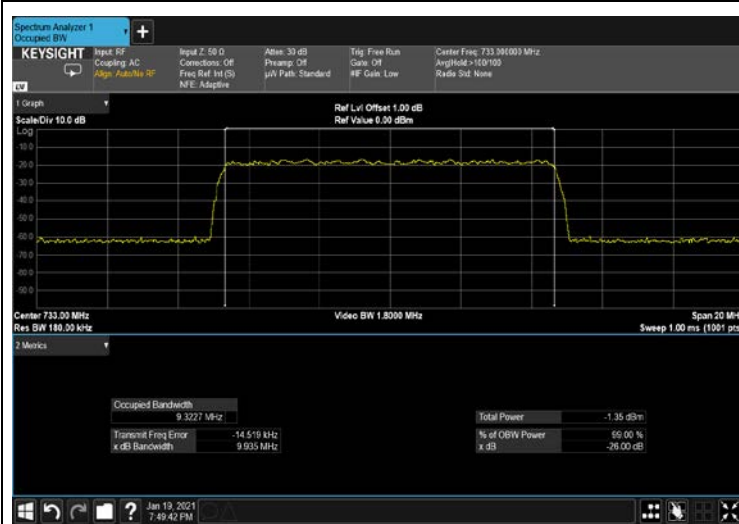 Spectrum Analyzer 1
Occupied BW
KEYSIGHT
Input: RF
Coupling: AC
Align: Auto/No RF
Input Z: 50 Ω
Corrections: Off
Freq Ref: Int (S)
NFE: Adaptive
Atten: 30 dB
Preamp: Off
µW Path: Standard
Trig: Free Run
Gate: Off
#IF Gain: Low
Center Freq: 733.000000 MHz
Avg|Hold:>100/100
Radio Std: None
1 Graph
Scale/Div 10.0 dB
Ref Lvl Offset 1.00 dB
Ref Value 0.00 dBm
Log
-10.0
-20.0
-30.0
-40.0
-50.0
-60.0
-70.0
-80.0
-90.0
Center 733.00 MHz
Res BW 180.00 kHz
Video BW 1.8000 MHz
Span 20 MH
Sweep 1.00 ms (1001 pts
2 Metrics
Occupied Bandwidth
9.3227 MHz
Transmit Freq Error -14.519 kHz
x dB Bandwidth 9.935 MHz
Total Power -1.35 dBm
% of OBW Power 99.00 %
x dB -26.00 dB
Jan 19, 2021
7:49:42 PM